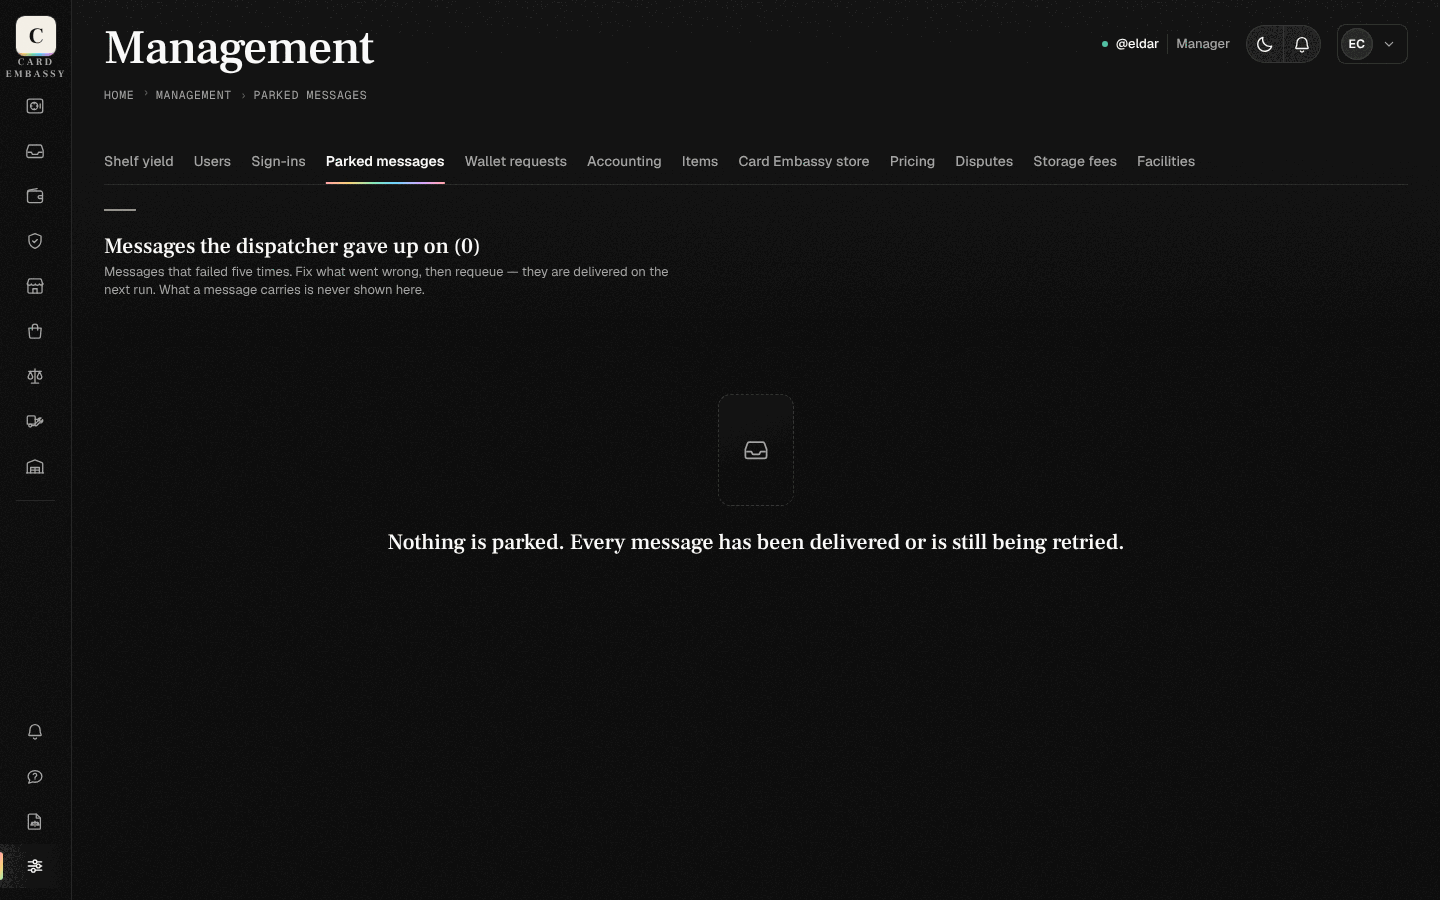 C
CARD
EMBASSY
Management
@eldar
Manager
EC
HOME › MANAGEMENT › PARKED MESSAGES
Shelf yield
Users
Sign-ins
Parked messages
Wallet requests
Accounting
Items
Card Embassy store
Pricing
Disputes
Storage fees
Facilities
Messages the dispatcher gave up on (0)
Messages that failed five times. Fix what went wrong, then requeue — they are delivered on the
next run. What a message carries is never shown here.
Nothing is parked. Every message has been delivered or is still being retried.